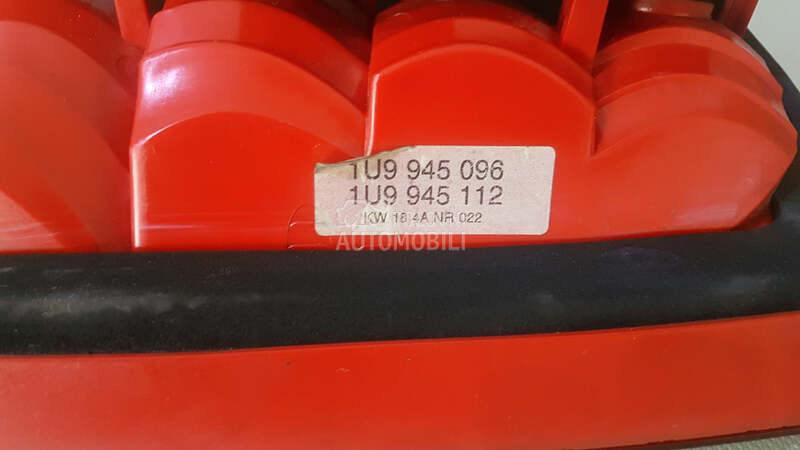 1U9 945 096
1U9 945 112
KW 18 4A NR 022
AUTOMOBILI